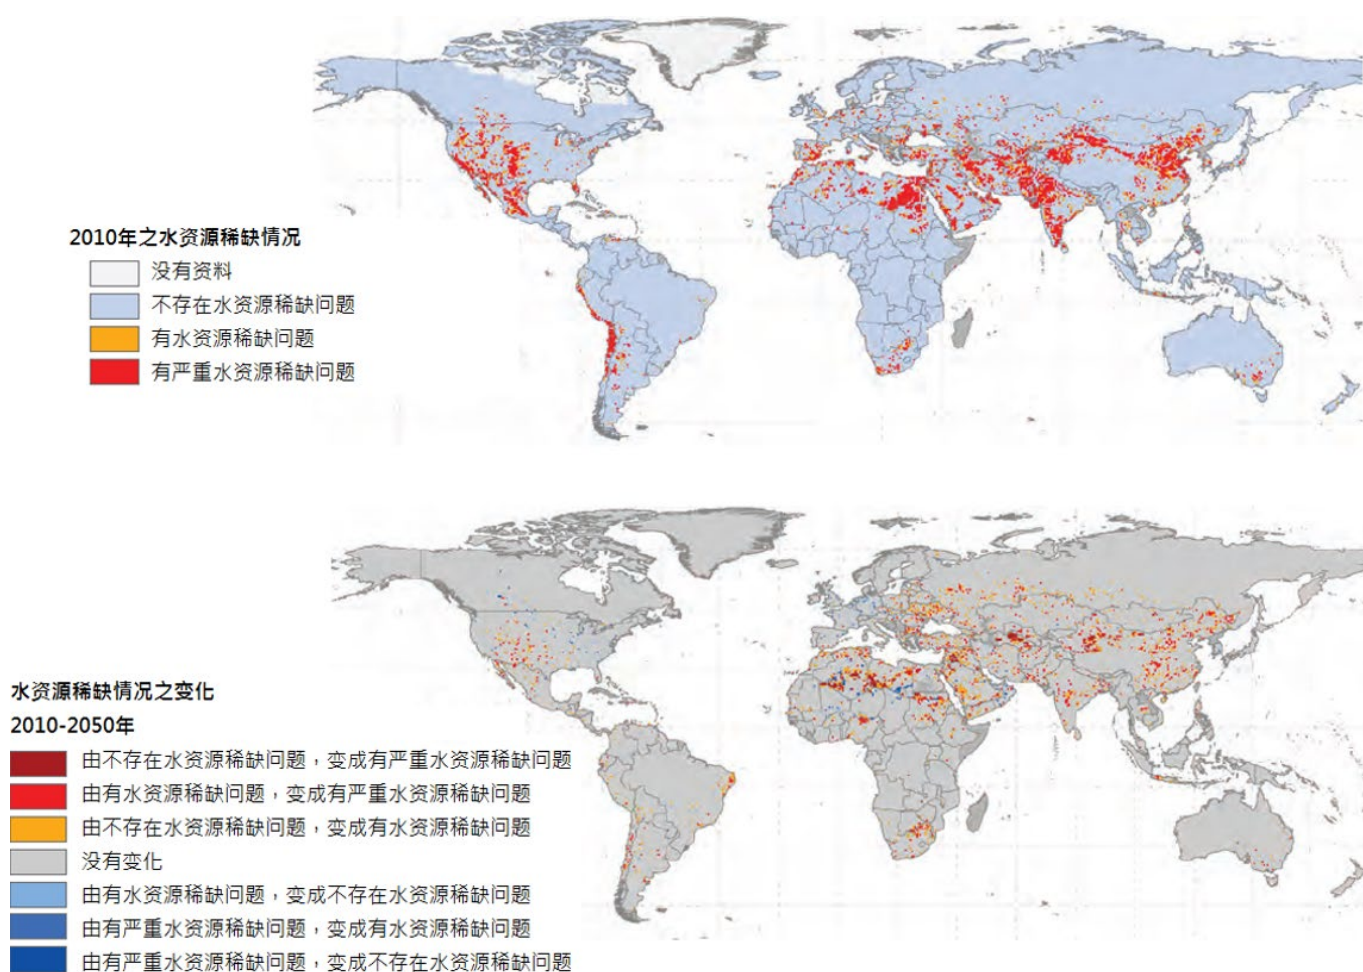 2010年之水资源稀缺情况
没有资料
不存在水资源稀缺问题
有水资源稀缺问题
有严重水资源稀缺问题
水资源稀缺情况之变化
2010-2050年
由不存在水资源稀缺问题，变成有严重水资源稀缺问题
由有水资源稀缺问题，变成有严重水资源稀缺问题
由不存在水资源稀缺问题，变成有水资源稀缺问题
没有变化
由有水资源稀缺问题，变成不存在水资源稀缺问题
由有严重水资源稀缺问题，变成有水资源稀缺问题
由有严重水资源稀缺问题，变成不存在水资源稀缺问题